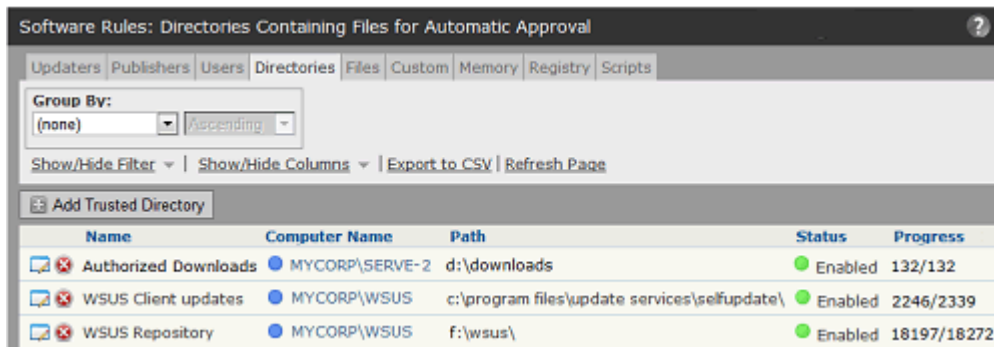 Software Rules: Directories Containing Files for Automatic Approval ?
Updaters Publishers Users Directories Files Custom Memory Registry Scripts
Group By:
(none) Ascending
Show/Hide Filter | Show/Hide Columns | Export to CSV | Refresh Page
Add Trusted Directory
Name Computer Name Path Status Progress
Authorized Downloads MYCORP\SERVE-2 d:\downloads Enabled 132/132
WSUS Client updates MYCORP\WSUS c:\program files\update services\selfupdate\ Enabled 2246/2339
WSUS Repository MYCORP\WSUS f:\wsus\ Enabled 18197/18272